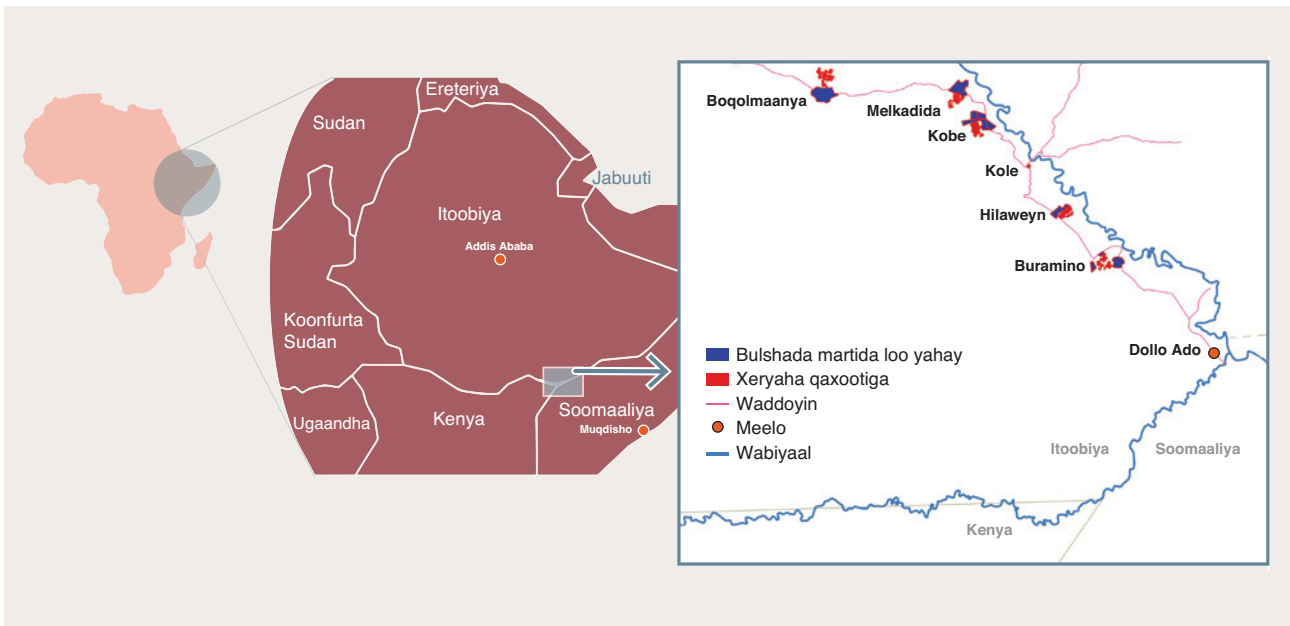 Ereteriya
Sudan
Jabuuti
Itoobiya
Addis Ababa
Koonfurta
Sudan
Ugaandha
Kenya
Soomaaliya
Muqdisho
Boqolmaanya
Melkadida
Kobe
Kole
Hilaweyn
Buramino
Dollo Ado
Bulshada martida loo yahay
Xeryaha qaxootiga
Waddoyin
Meelo
Wabiyaal
Itoobiya
Soomaaliya
Kenya